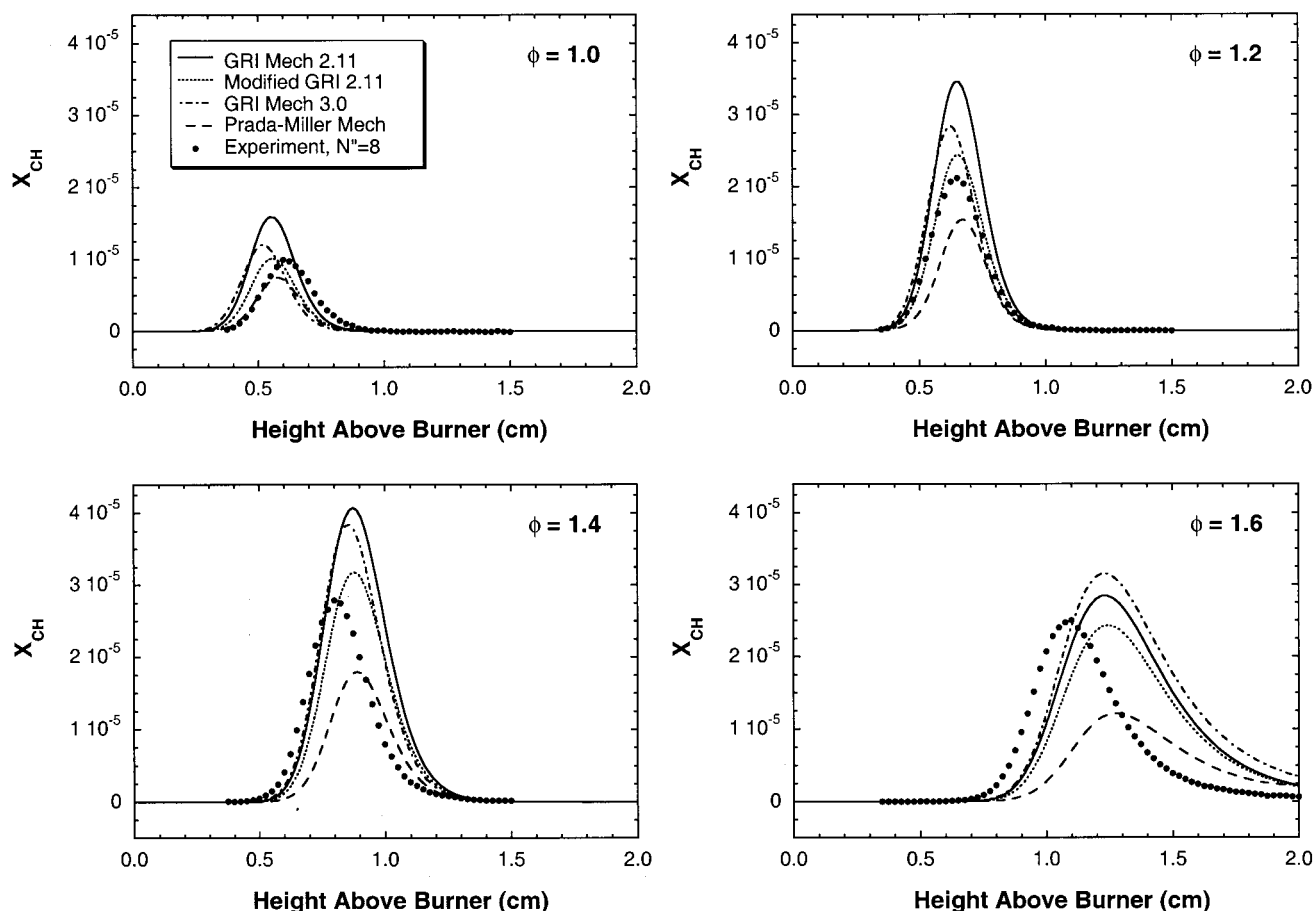 4 10-5
3 10-5
2 10-5
1 10-5
0
X_CH
GRI Mech 2.11
Modified GRI 2.11
GRI Mech 3.0
Prada-Miller Mech
Experiment, N"=8
ϕ = 1.0
0.0 0.5 1.0 1.5 2.0
Height Above Burner (cm)
4 10-5
3 10-5
2 10-5
1 10-5
0
X_CH
ϕ = 1.2
0.0 0.5 1.0 1.5 2.0
Height Above Burner (cm)
4 10-5
3 10-5
2 10-5
1 10-5
0
X_CH
ϕ = 1.4
0.0 0.5 1.0 1.5 2.0
Height Above Burner (cm)
4 10-5
3 10-5
2 10-5
1 10-5
0
X_CH
ϕ = 1.6
0.0 0.5 1.0 1.5 2.0
Height Above Burner (cm)